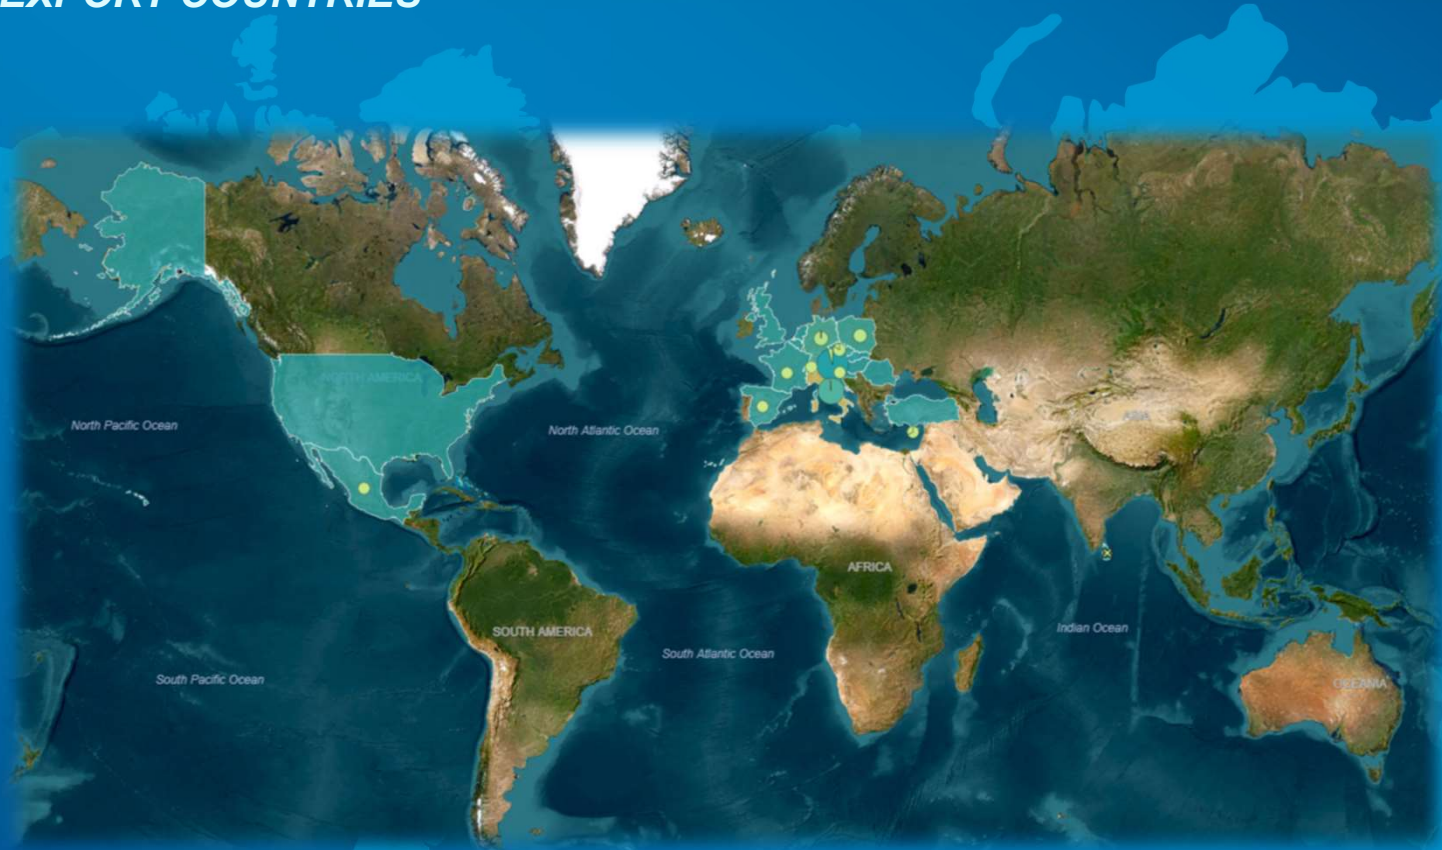 EXPORT COUNTRIES
NORTH AMERICA
ASIA
North Pacific Ocean
North Atlantic Ocean
AFRICA
SOUTH AMERICA
Indian Ocean
South Atlantic Ocean
South Pacific Ocean
OCEANIA